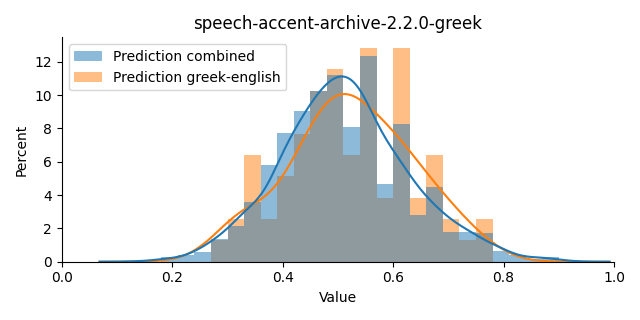 speech-accent-archive-2.2.0-greek
Prediction combined
Prediction greek-english
Percent
12
10
8
6
4
2
0
0.0 0.2 0.4 0.6 0.8 1.0
Value